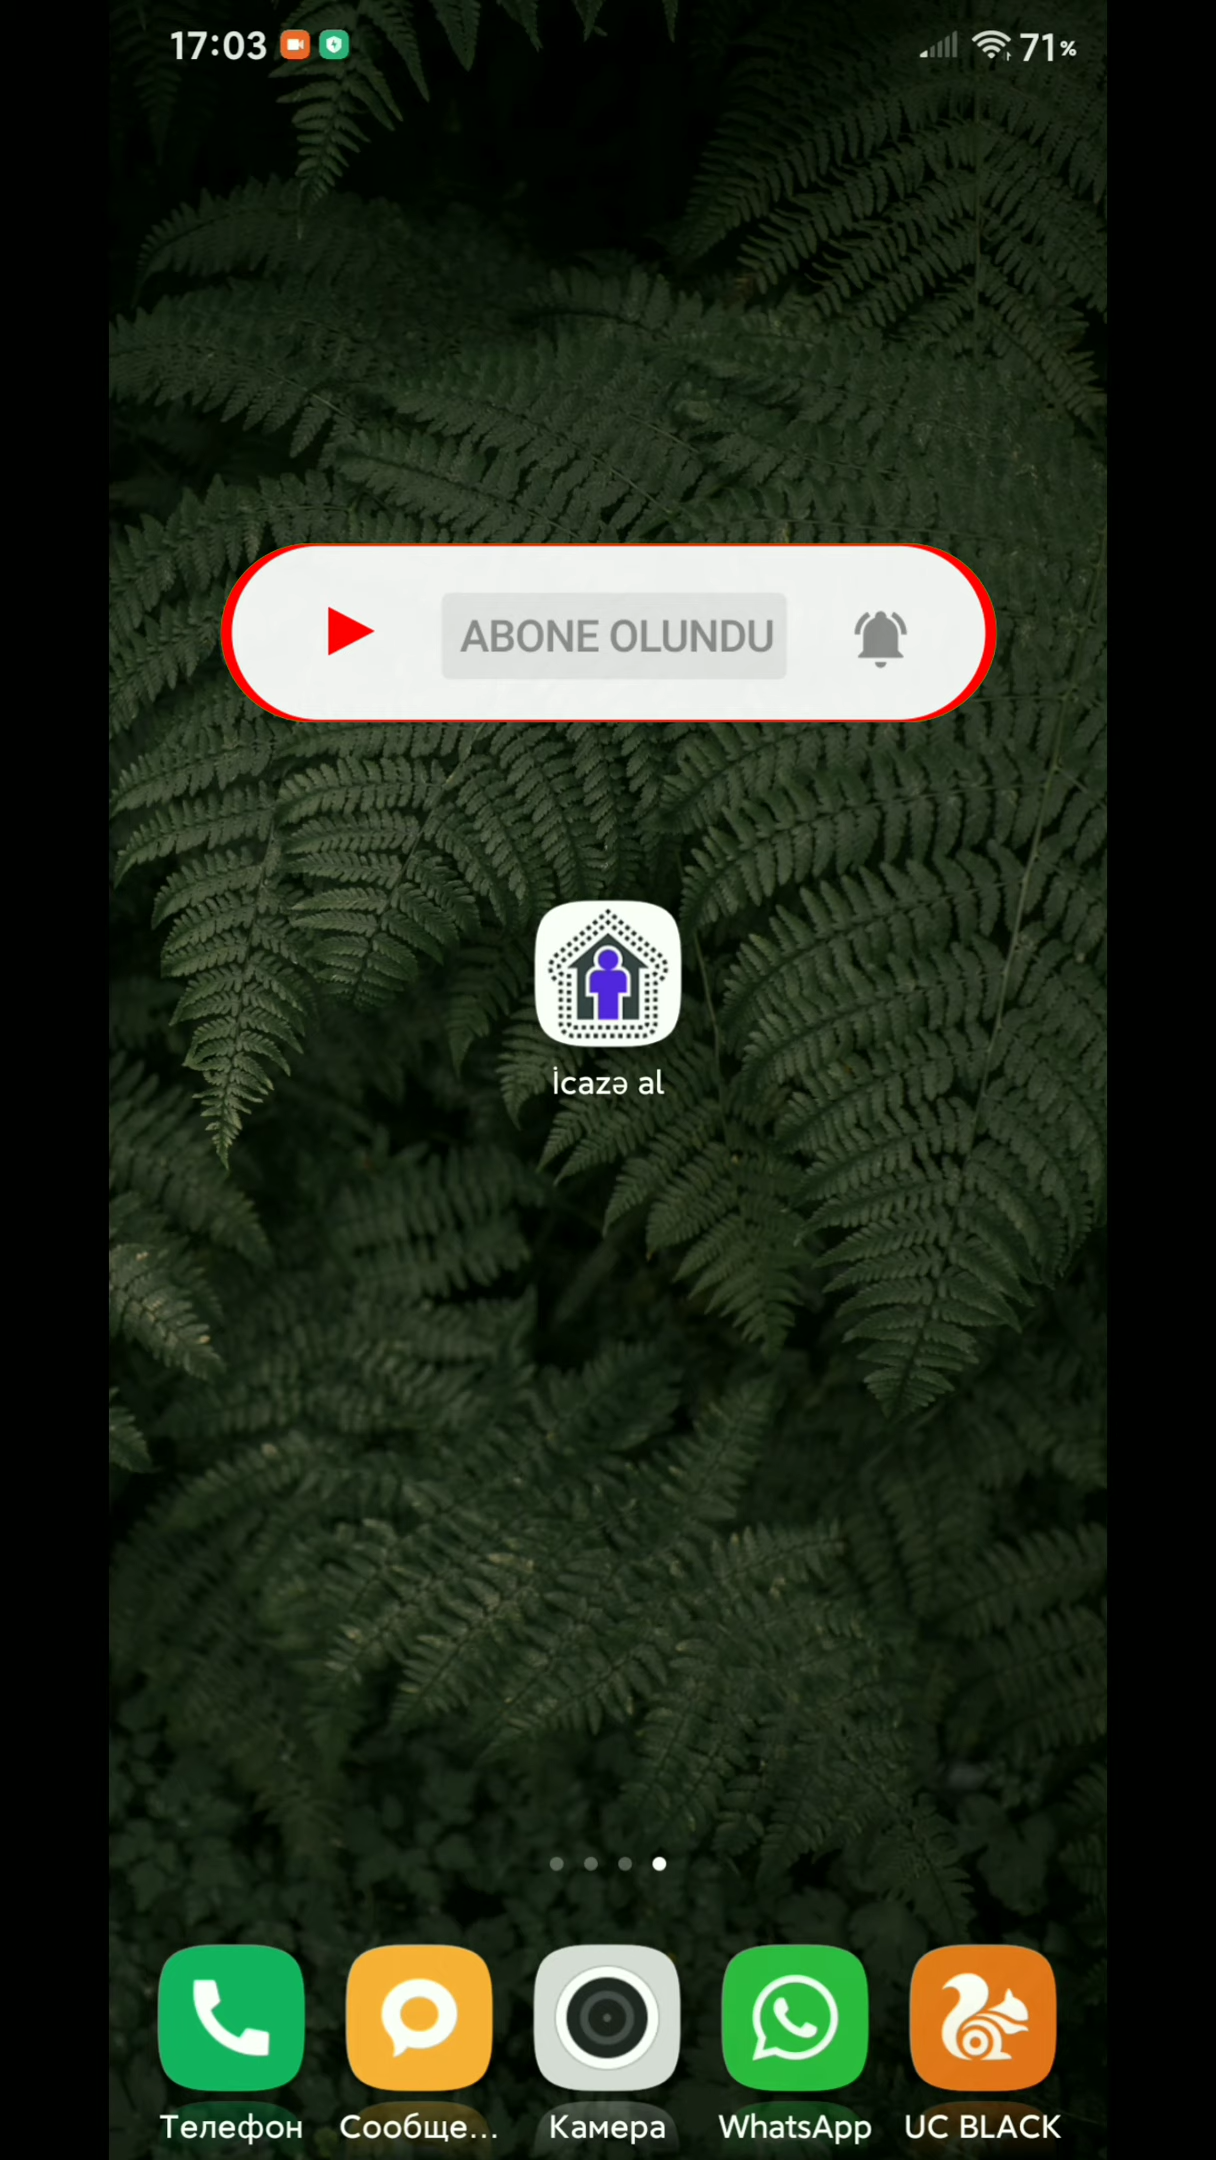 17:03
71%
ABONE OLUNDU
İcazə al
Телефон
Сообще...
Камера
WhatsApp
UC BLACK